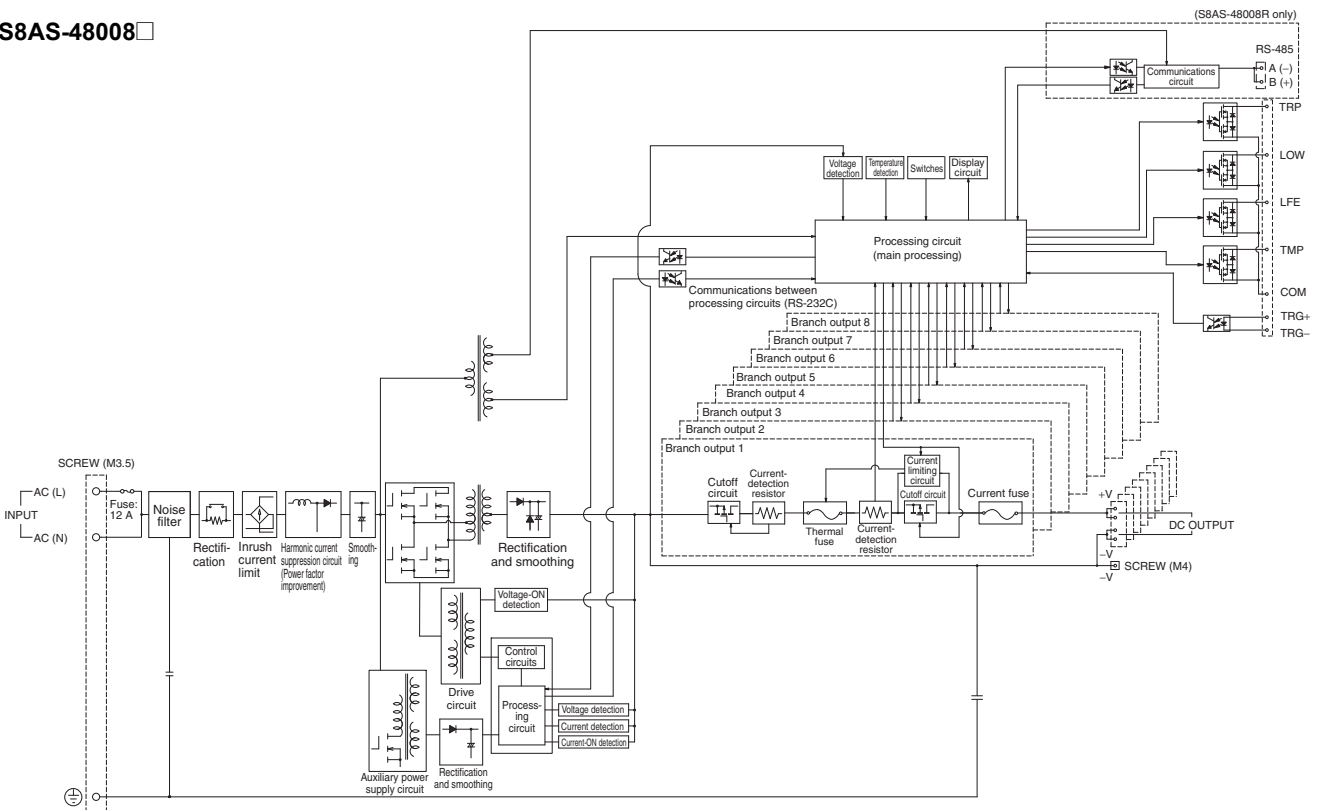 S8AS-48008□
(S8AS-48008R only)
RS-485
A (−)
B (+)
Communications
circuit
TRP
LOW
LFE
TMP
COM
TRG+
TRG−
Voltage
detection
Temperature
detection
Switches
Display
circuit
Processing circuit
(main processing)
Communications between
processing circuits (RS-232C)
Branch output 8
Branch output 7
Branch output 6
Branch output 5
Branch output 4
Branch output 3
Branch output 2
Branch output 1
Cutoff
circuit
Current-
detection
resistor
Thermal
fuse
Current-
detection
resistor
Current
limiting
circuit
Cutoff circuit
Current fuse
+V
DC OUTPUT
−V
SCREW (M4)
−V
SCREW (M3.5)
AC (L)
INPUT
AC (N)
Fuse:
12 A
Noise
filter
Rectifi-
cation
Inrush
current
limit
Harmonic current
suppression circuit
(Power factor
improvement)
Smooth-
ing
Rectification
and smoothing
Voltage-ON
detection
Drive
circuit
Control
circuits
Process-
ing
circuit
Voltage detection
Current detection
Current-ON detection
Auxiliary power
supply circuit
Rectification
and smoothing